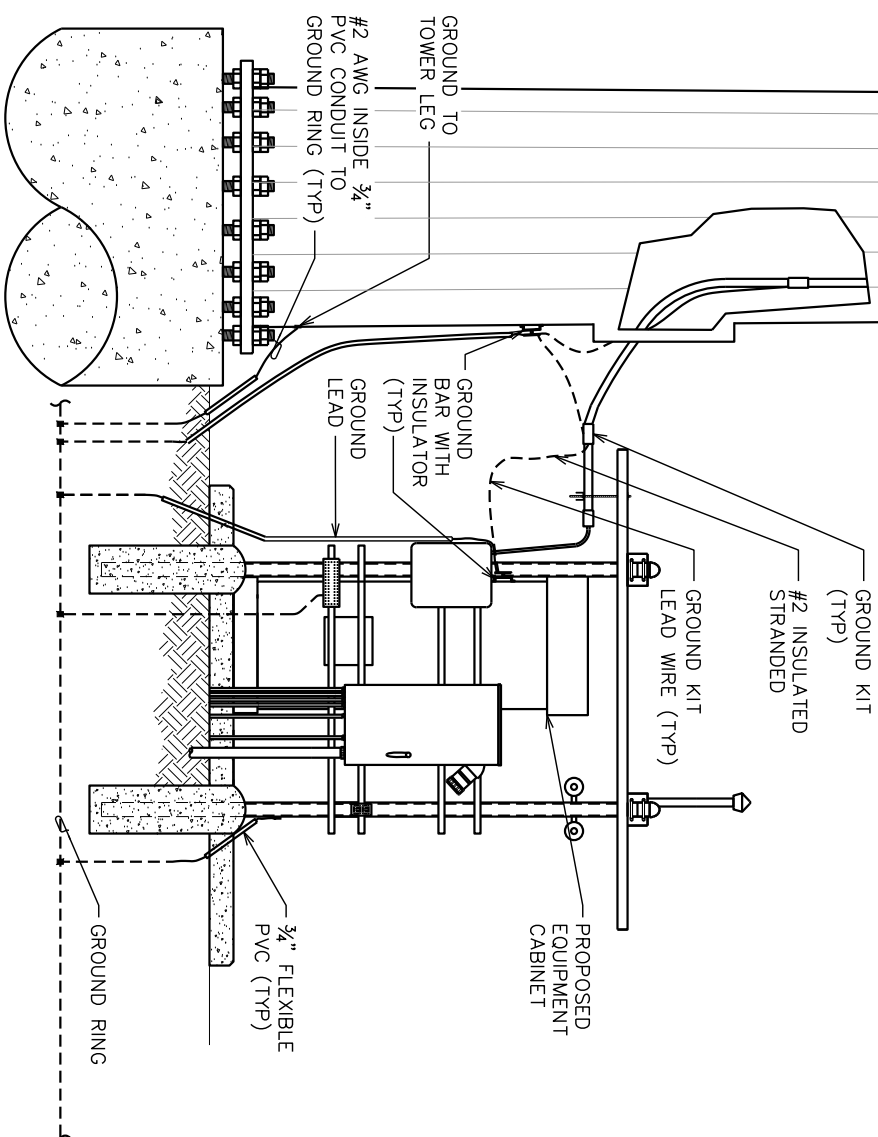 GROUND KIT
(TYP)
#2 INSULATED
STRANDED
GROUND KIT
LEAD WIRE (TYP)
GROUND TO
TOWER LEG
#2 AWG INSIDE ¾"
PVC CONDUIT TO
GROUND RING (TYP)
GROUND
BAR WITH
INSULATOR
(TYP)
GROUND
LEAD
PROPOSED
EQUIPMENT
CABINET
¾" FLEXIBLE
PVC (TYP)
GROUND RING